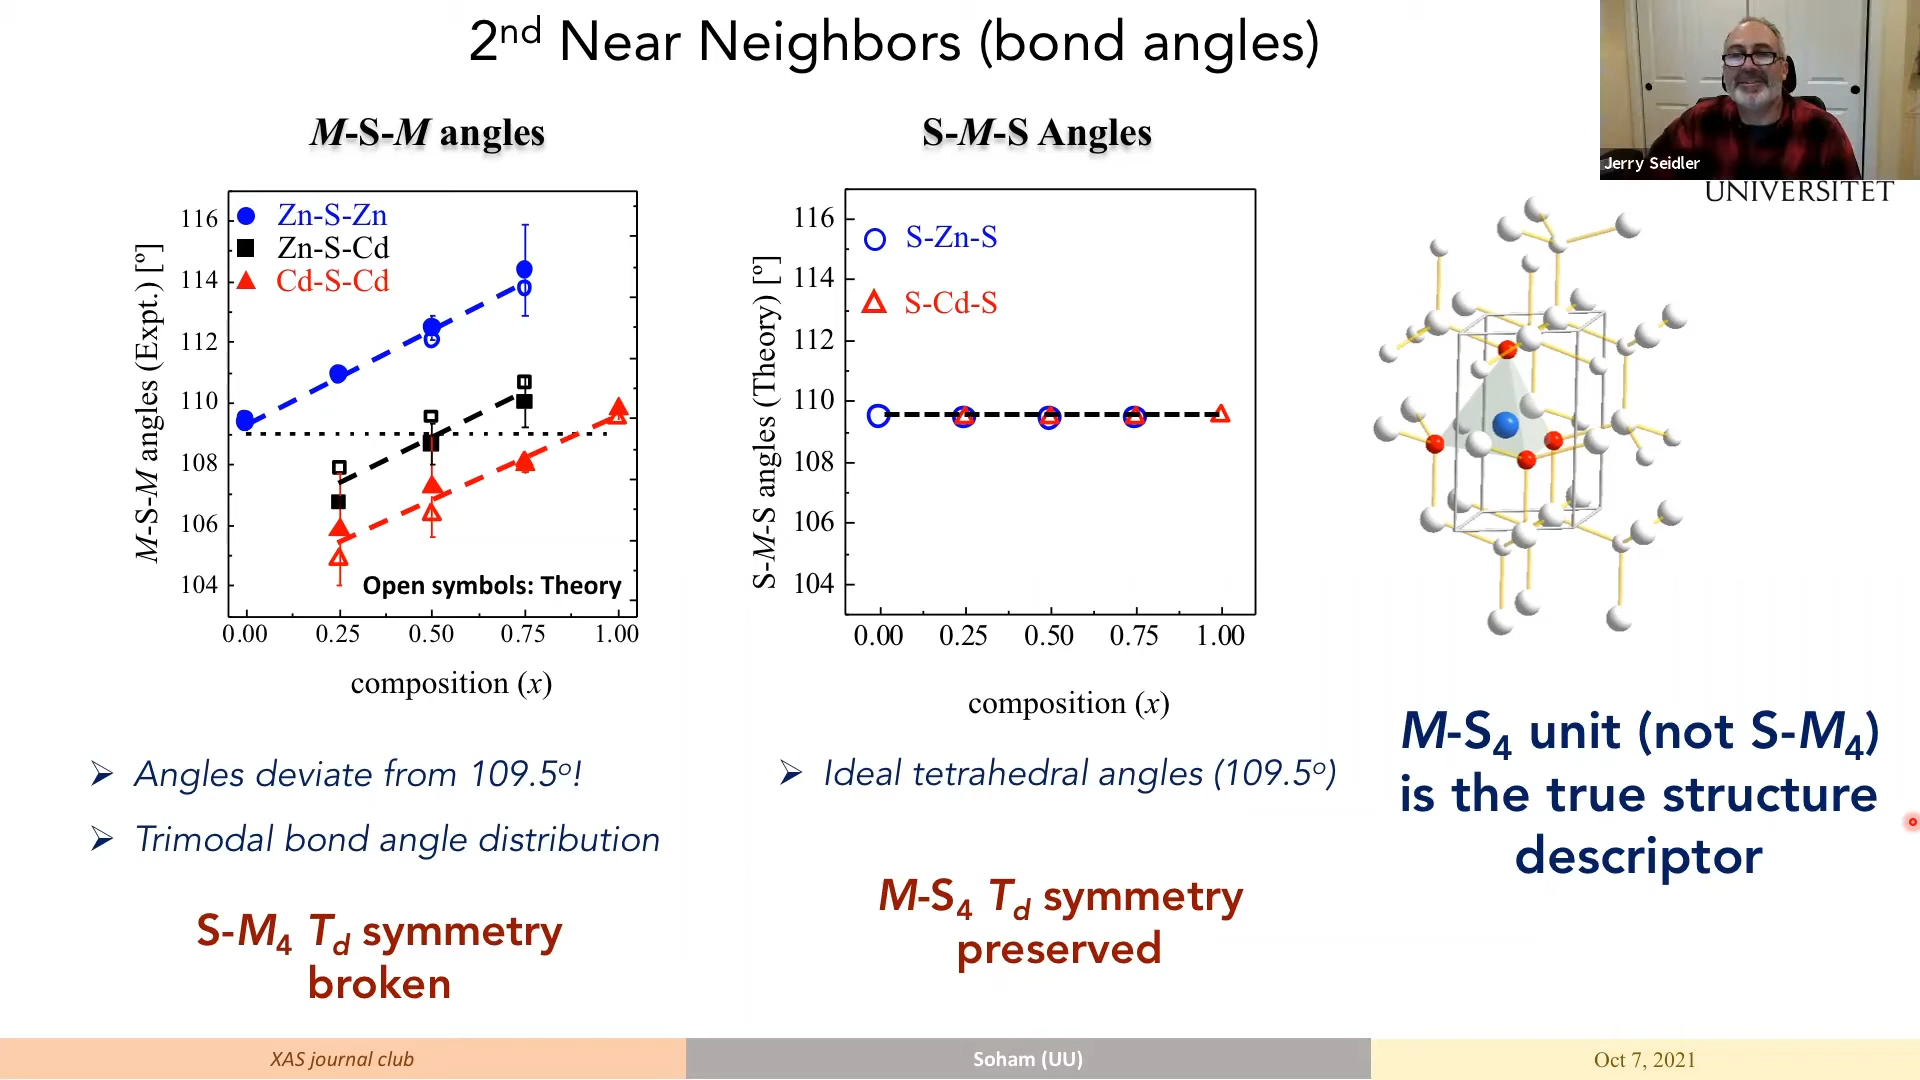 2nd Near Neighbors (bond angles)
Jerry Seidler
UNIVERSITET
M-S-M angles
M-S-M angles (Expt.) [º]
116
114
112
110
108
106
104
Zn-S-Zn
Zn-S-Cd
Cd-S-Cd
Open symbols: Theory
0.00 0.25 0.50 0.75 1.00
composition (x)
S-M-S Angles
S-M-S angles (Theory) [º]
116
114
112
110
108
106
104
S-Zn-S
S-Cd-S
0.00 0.25 0.50 0.75 1.00
composition (x)
➢ Angles deviate from 109.5º!
➢ Trimodal bond angle distribution
S-M4 Td symmetry
broken
➢ Ideal tetrahedral angles (109.5º)
M-S4 Td symmetry
preserved
M-S4 unit (not S-M4)
is the true structure
descriptor
XAS journal club
Soham (UU)
Oct 7, 2021